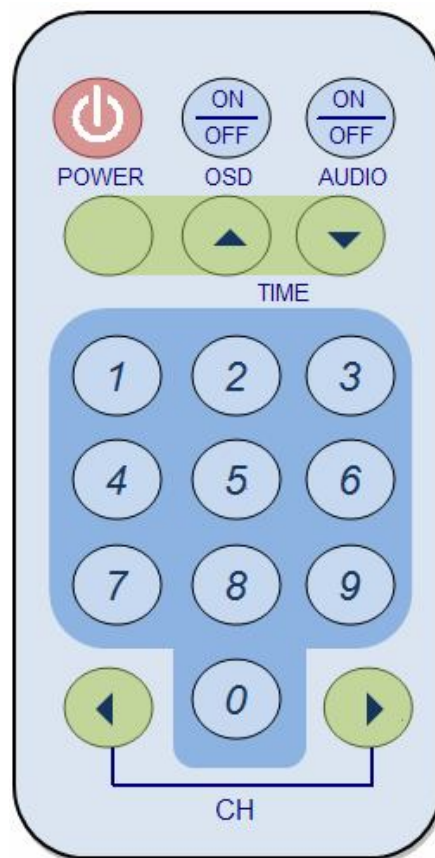 ON ON
OFF OFF
POWER OSD AUDIO
TIME
1 2 3
4 5 6
7 8 9
0
CH